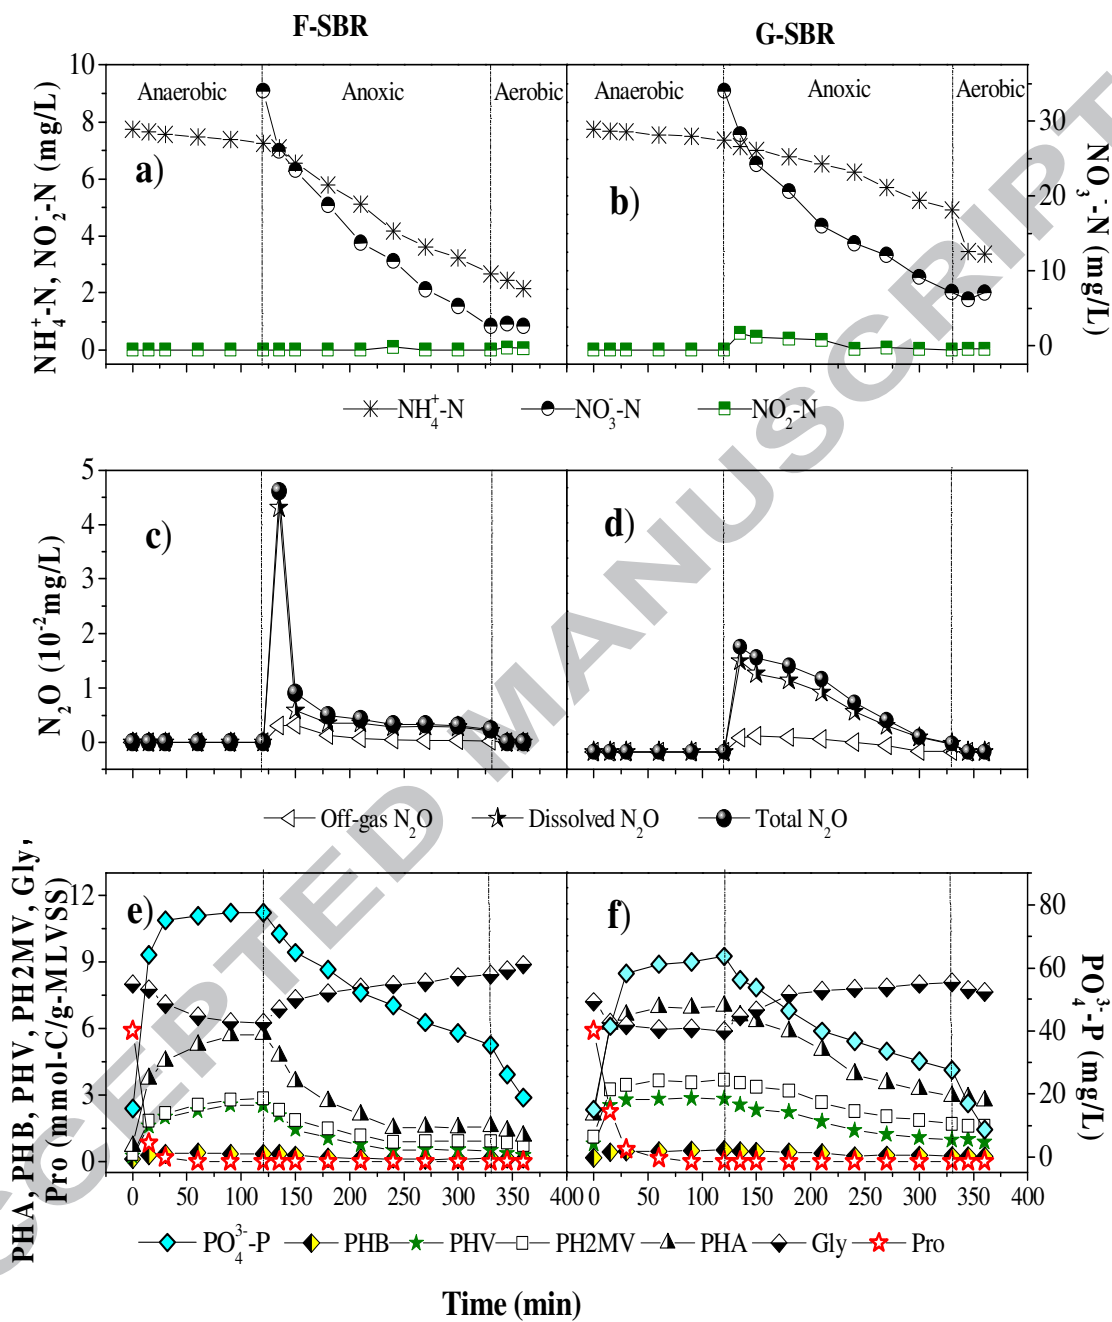 F-SBR
G-SBR
NH₄⁺-N, NO₂⁻-N (mg/L)
10
8
6
4
2
0
Anaerobic
Anoxic
Aerobic
a)
Anaerobic
Anoxic
Aerobic
b)
30
20
10
0
NO₃⁻-N (mg/L)
NH₄⁺-N
NO₃⁻-N
NO₂⁻-N
N₂O (10⁻²mg/L)
5
4
3
2
1
0
c)
d)
Off-gas N₂O
Dissolved N₂O
Total N₂O
PHA, PHB, PHV, PH2MV, Gly,
Pro (mmol-C/g-MLVSS)
12
9
6
3
0
e)
f)
80
60
40
20
0
PO₄³⁻-P (mg/L)
0 50 100 150 200 250 300 350 400
0 50 100 150 200 250 300 350 400
PO₄³⁻-P
PHB
PHV
PH2MV
PHA
Gly
Pro
Time (min)
CCEPTED MANUSCRIPT